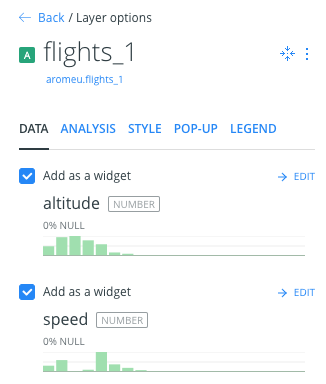 ← Back / Layer options
A flights_1
aromeu.flights_1
DATA ANALYSIS STYLE POP-UP LEGEND
Add as a widget → EDIT
altitude NUMBER
0% NULL
Add as a widget → EDIT
speed NUMBER
0% NULL